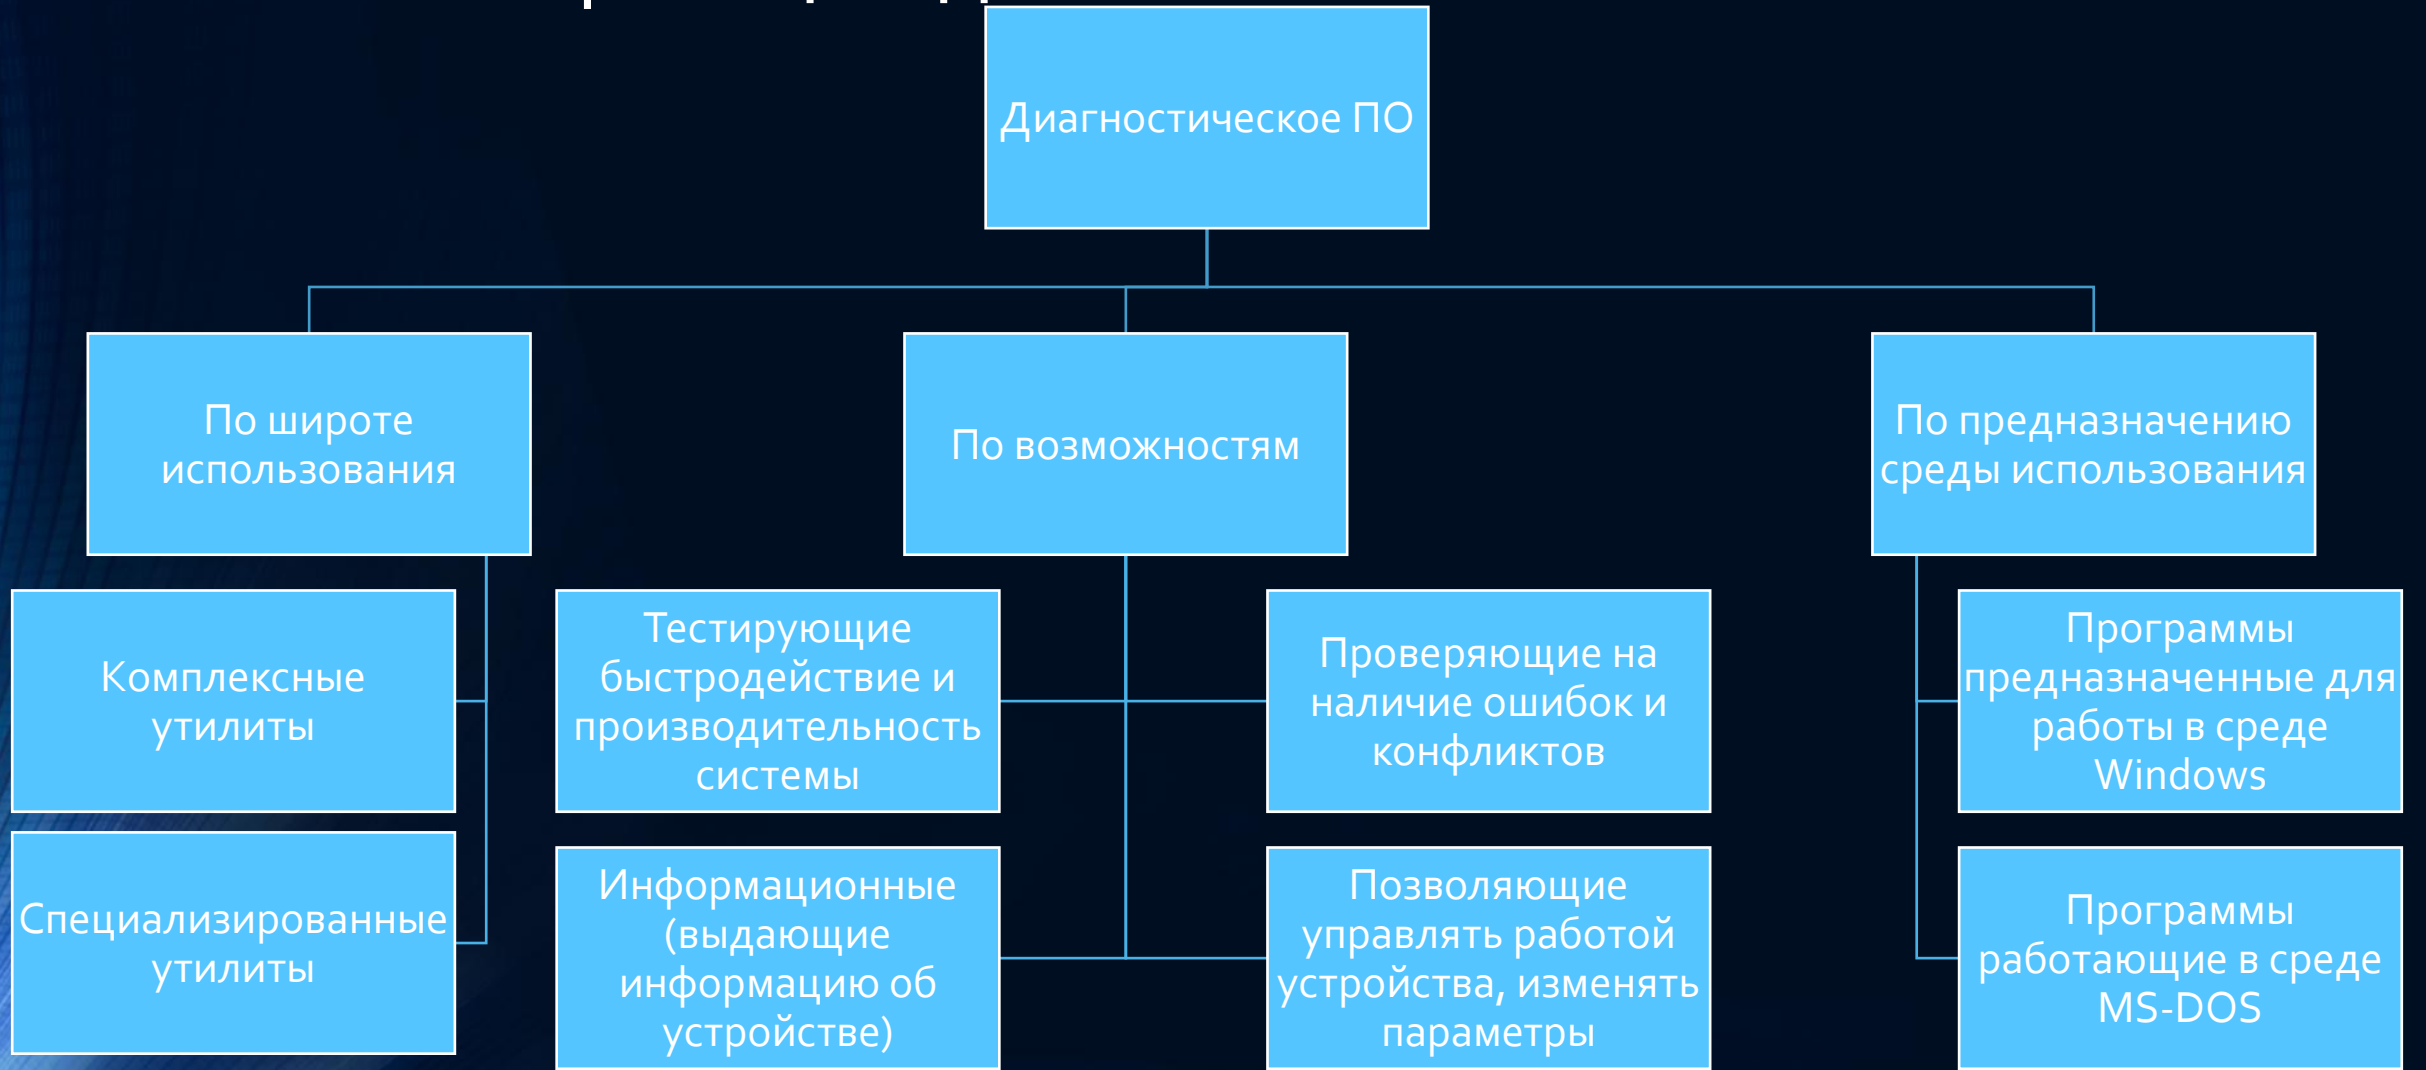 Диагностическое ПО
По широте
использования
По возможностям
По предназначению
среды использования
Комплексные
утилиты
Специализированные
утилиты
Тестирующие
быстродействие и
производительность
системы
Проверяющие на
наличие ошибок и
конфликтов
Информационные
(выдающие
информацию об
устройстве)
Позволяющие
управлять работой
устройства, изменять
параметры
Программы
предназначенные для
работы в среде
Windows
Программы
работающие в среде
MS-DOS